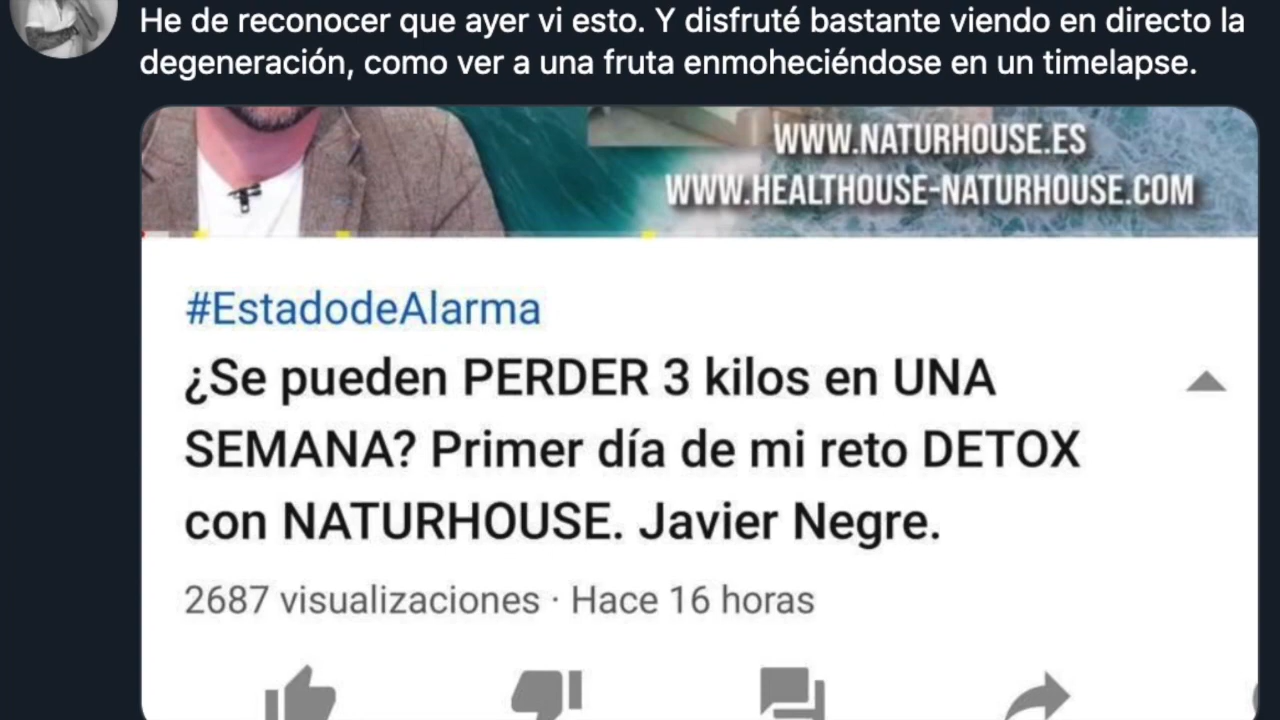 He de reconocer que ayer vi esto. Y disfruté bastante viendo en directo la
degeneración, como ver a una fruta enmoheciéndose en un timelapse.
WWW.NATURHOUSE.ES
WWW.HEALTHOUSE-NATURHOUSE.COM
#EstadodeAlarma
¿Se pueden PERDER 3 kilos en UNA
SEMANA? Primer día de mi reto DETOX
con NATURHOUSE. Javier Negre.
2687 visualizaciones · Hace 16 horas